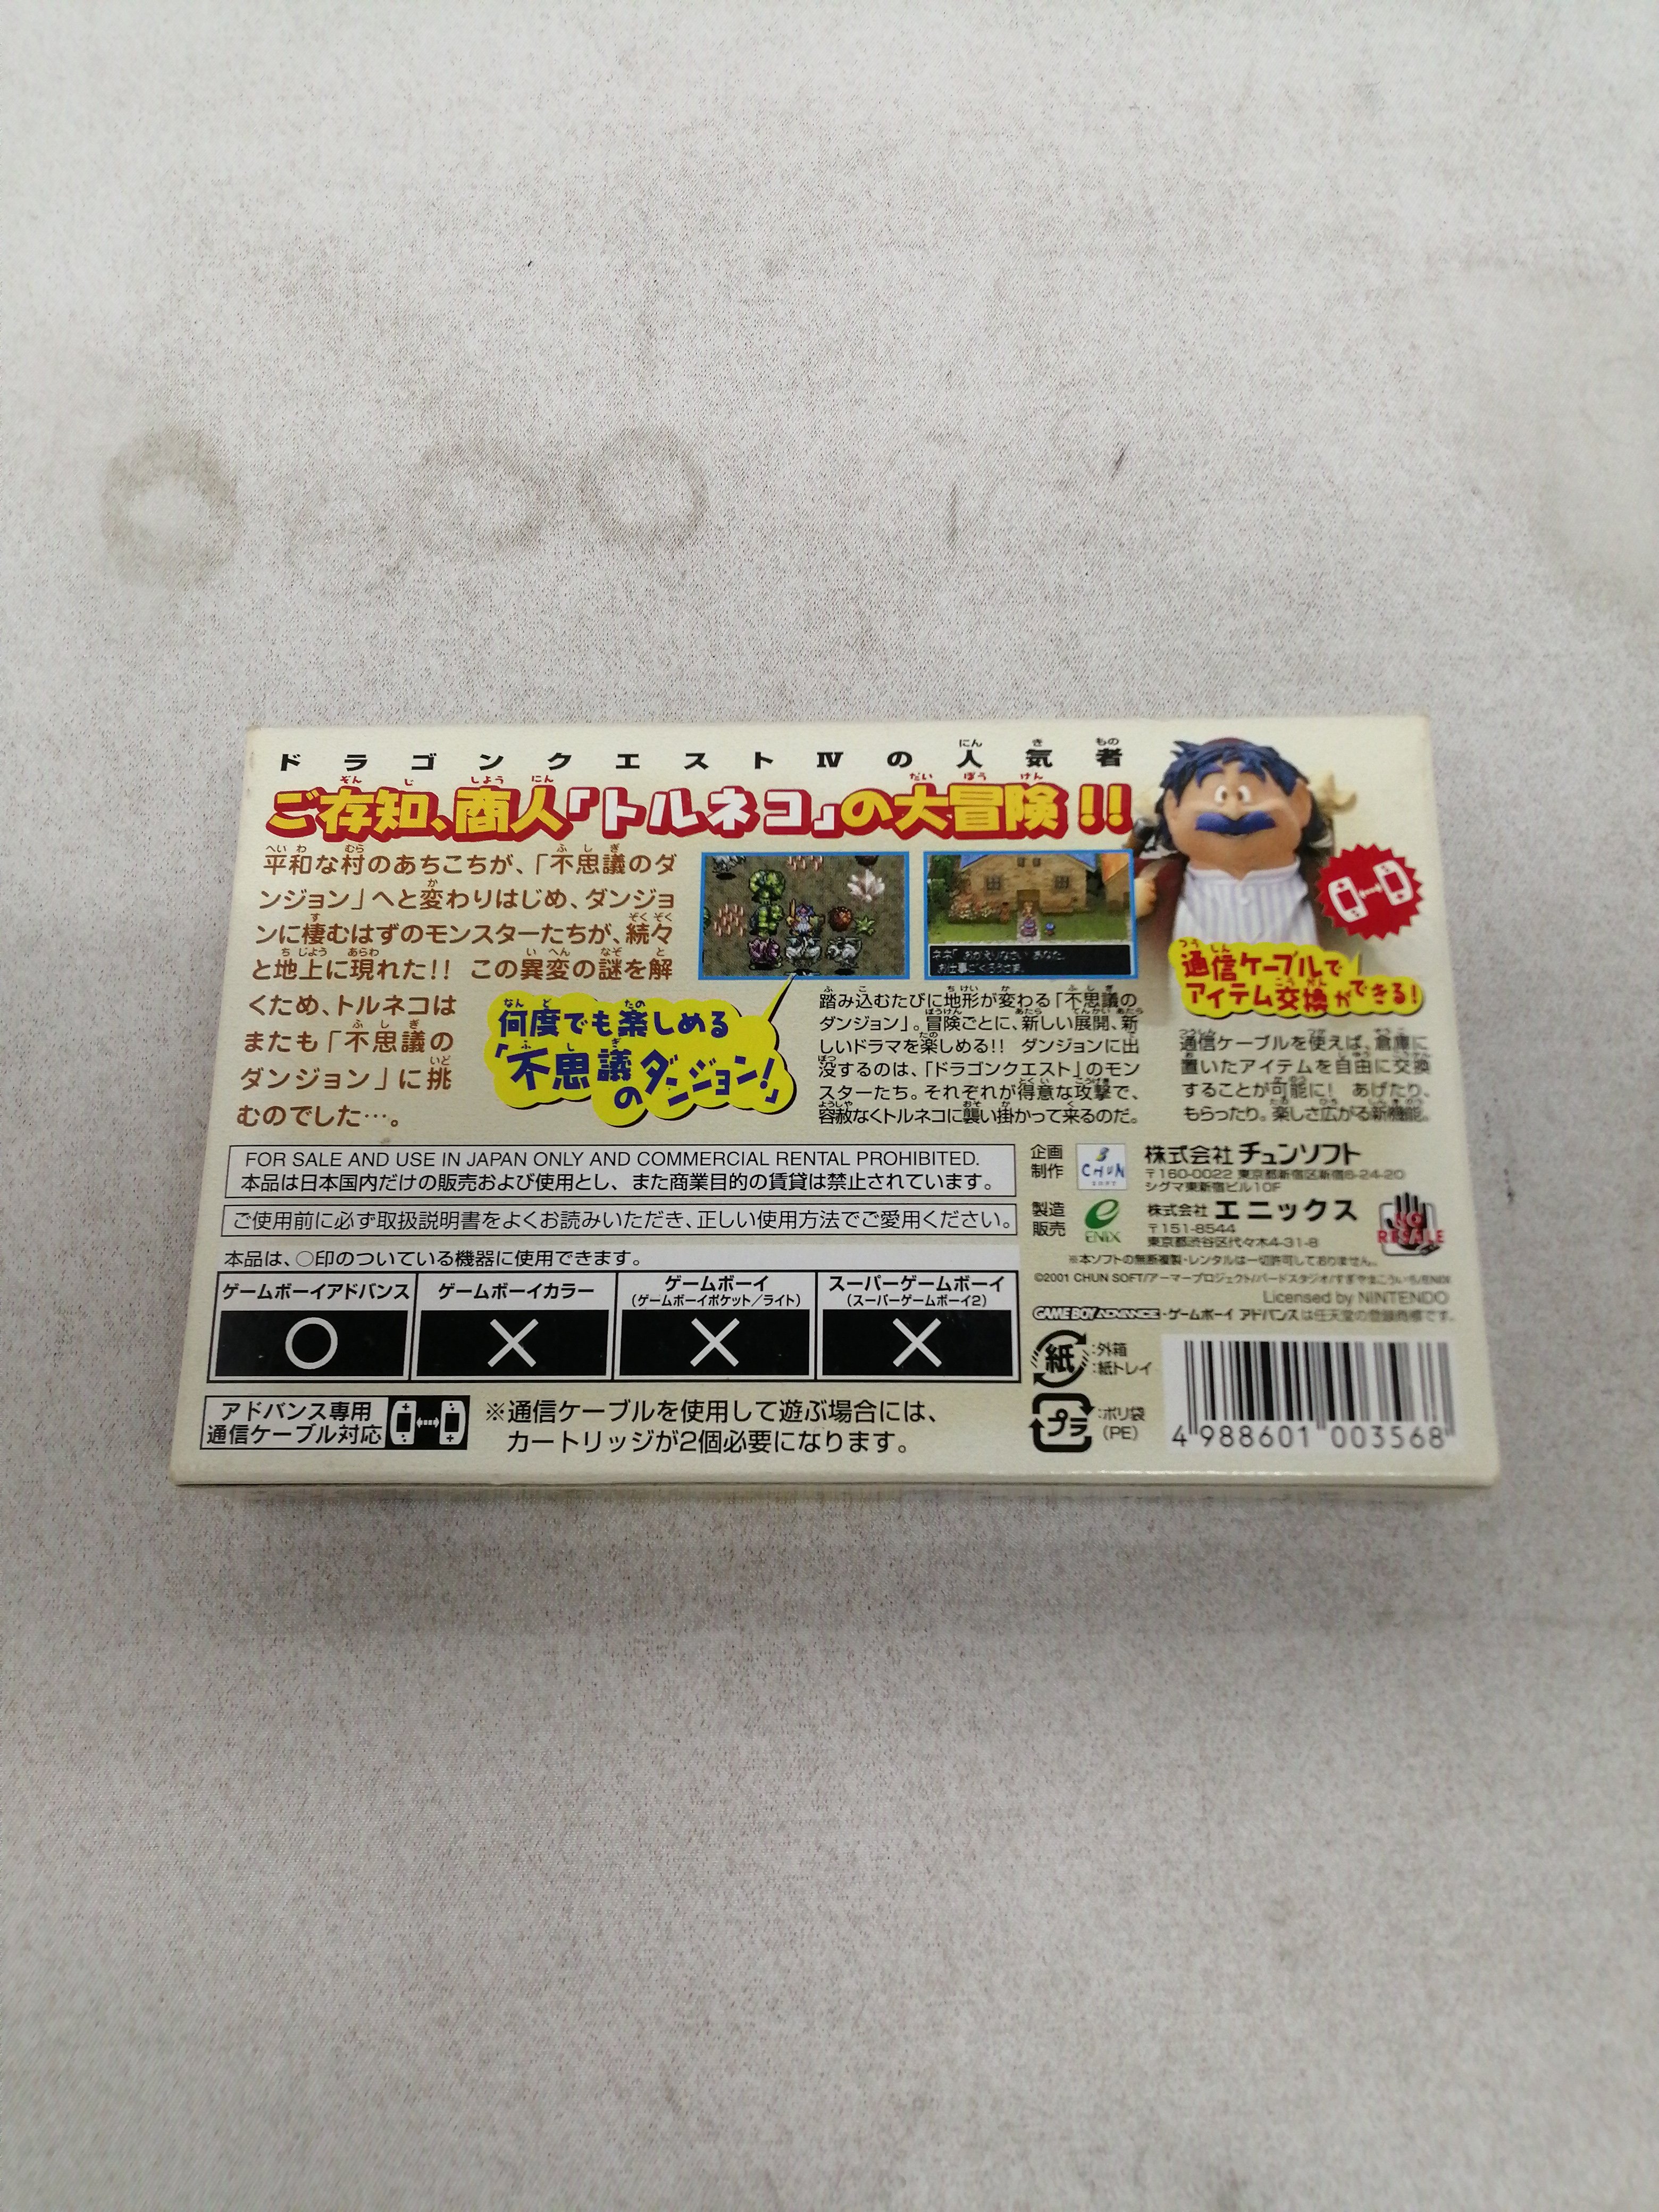 ドラゴンクエストⅣの人気者
ご存知、商人「トルネコ」の大冒険!!
平和な村のあちこちが、「不思議のダ
ンジョン」へと変わりはじめ、ダンジョ
ンに棲むはずのモンスターたちが、続々
と地上に現れた!! この異変の謎を解
くため、トルネコは
またも「不思議の
ダンジョン」に挑
むのでした…。
何度でも楽しめる
「不思議
のダンジョン!」
ネネ「おかえりなさい あなた。
お仕事ごくろうさま。
踏み込むたびに地形が変わる「不思議の
ダンジョン」。冒険ごとに、新しい展開、新
しいドラマを楽しめる!! ダンジョンに出
没するのは、「ドラゴンクエスト」のモン
スターたち。それぞれが得意な攻撃で、
容赦なくトルネコに襲い掛かって来るのだ。
通信ケーブルで
アイテム交換ができる!
通信ケーブルを使えば、倉庫に
置いたアイテムを自由に交換
することが可能に! あげたり、
もらったり。楽しさ広がる新機能。
FOR SALE AND USE IN JAPAN ONLY AND COMMERCIAL RENTAL PROHIBITED.
本品は日本国内だけの販売および使用とし、また商業目的の賃貸は禁止されています。
ご使用前に必ず取扱説明書をよくお読みいただき、正しい使用方法でご愛用ください。
本品は、○印のついている機器に使用できます。
ゲームボーイアドバンス
ゲームボーイカラー
ゲームボーイ
(ゲームボーイポケット/ライト)
スーパーゲームボーイ
(スーパーゲームボーイ2)
○ × × ×
アドバンス専用
通信ケーブル対応
※通信ケーブルを使用して遊ぶ場合には、
カートリッジが2個必要になります。
企画
制作
CHUN
SOFT
株式会社 チュンソフト
〒160-0022 東京都新宿区新宿6-24-20
シグマ東新宿ビル10F
製造
販売
ENIX
株式会社 エニックス
〒151-8544
東京都渋谷区代々木4-31-8
NO
RESALE
※本ソフトの無断複製・レンタルは一切許可しておりません。
©2001 CHUN SOFT/アーマープロジェクト/バードスタジオ/すぎやまこういち/ENIX
Licensed by NINTENDO
GAME BOY ADVANCE・ゲームボーイ アドバンスは任天堂の登録商標です。
紙
:外箱
:紙トレイ
プラ
:ポリ袋
(PE)
4 988601 003568